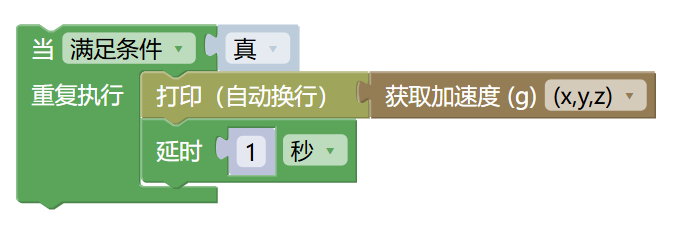 当 满足条件 真
重复执行 打印（自动换行） 获取加速度 (g) (x,y,z)
延时 1 秒